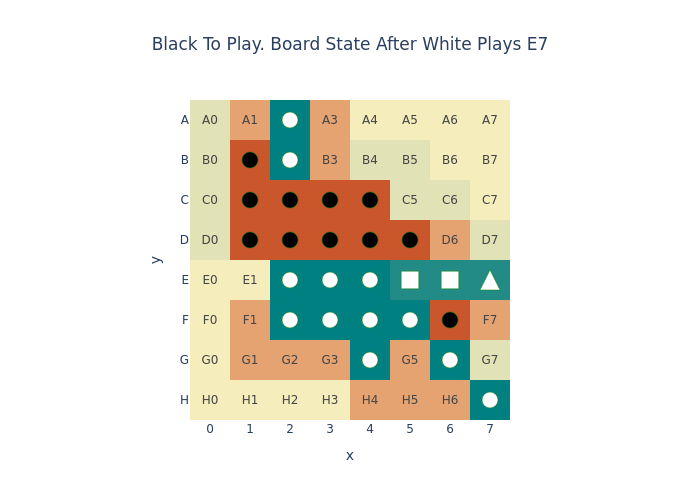 Black To Play. Board State After White Plays E7
A A0 A1 A3 A4 A5 A6 A7
B B0 B3 B4 B5 B6 B7
C C0 C5 C6 C7
D D0 D6 D7
y
E E0 E1
F F0 F1 F7
G G0 G1 G2 G3 G5 G7
H H0 H1 H2 H3 H4 H5 H6
0 1 2 3 4 5 6 7
x